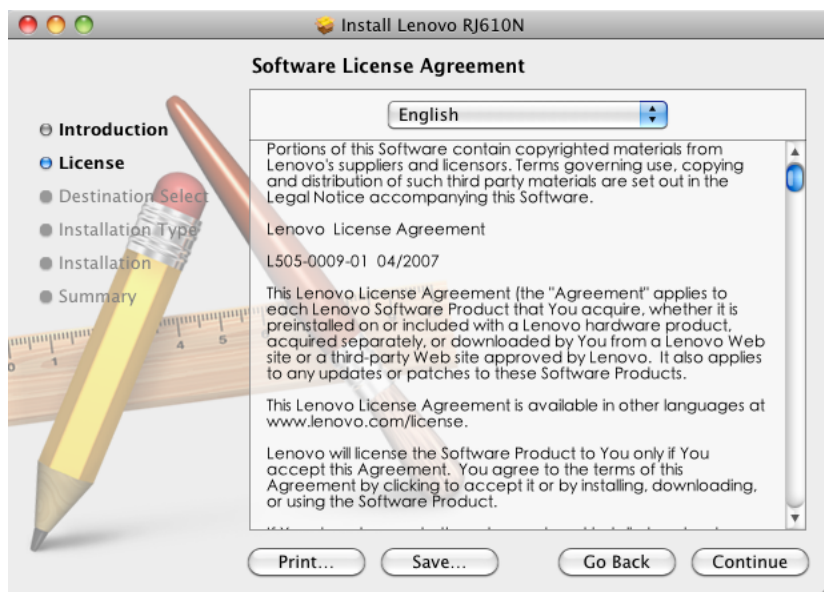 Install Lenovo RJ610N
Software License Agreement
English
Introduction
License
Destination Select
Installation Type
Installation
Summary
Portions of this Software contain copyrighted materials from
Lenovo's suppliers and licensors. Terms governing use, copying
and distribution of such third party materials are set out in the
Legal Notice accompanying this Software.
Lenovo License Agreement
L505-0009-01 04/2007
This Lenovo License Agreement (the "Agreement" applies to
each Lenovo Software Product that You acquire, whether it is
preinstalled on or included with a Lenovo hardware product,
acquired separately, or downloaded by You from a Lenovo Web
site or a third-party Web site approved by Lenovo. It also applies
to any updates or patches to these Software Products.
This Lenovo License Agreement is available in other languages at
www.lenovo.com/license.
Lenovo will license the Software Product to You only if You
accept this Agreement. You agree to the terms of this
Agreement by clicking to accept it or by installing, downloading,
or using the Software Product.
0 1 4 5
Print... Save... Go Back Continue